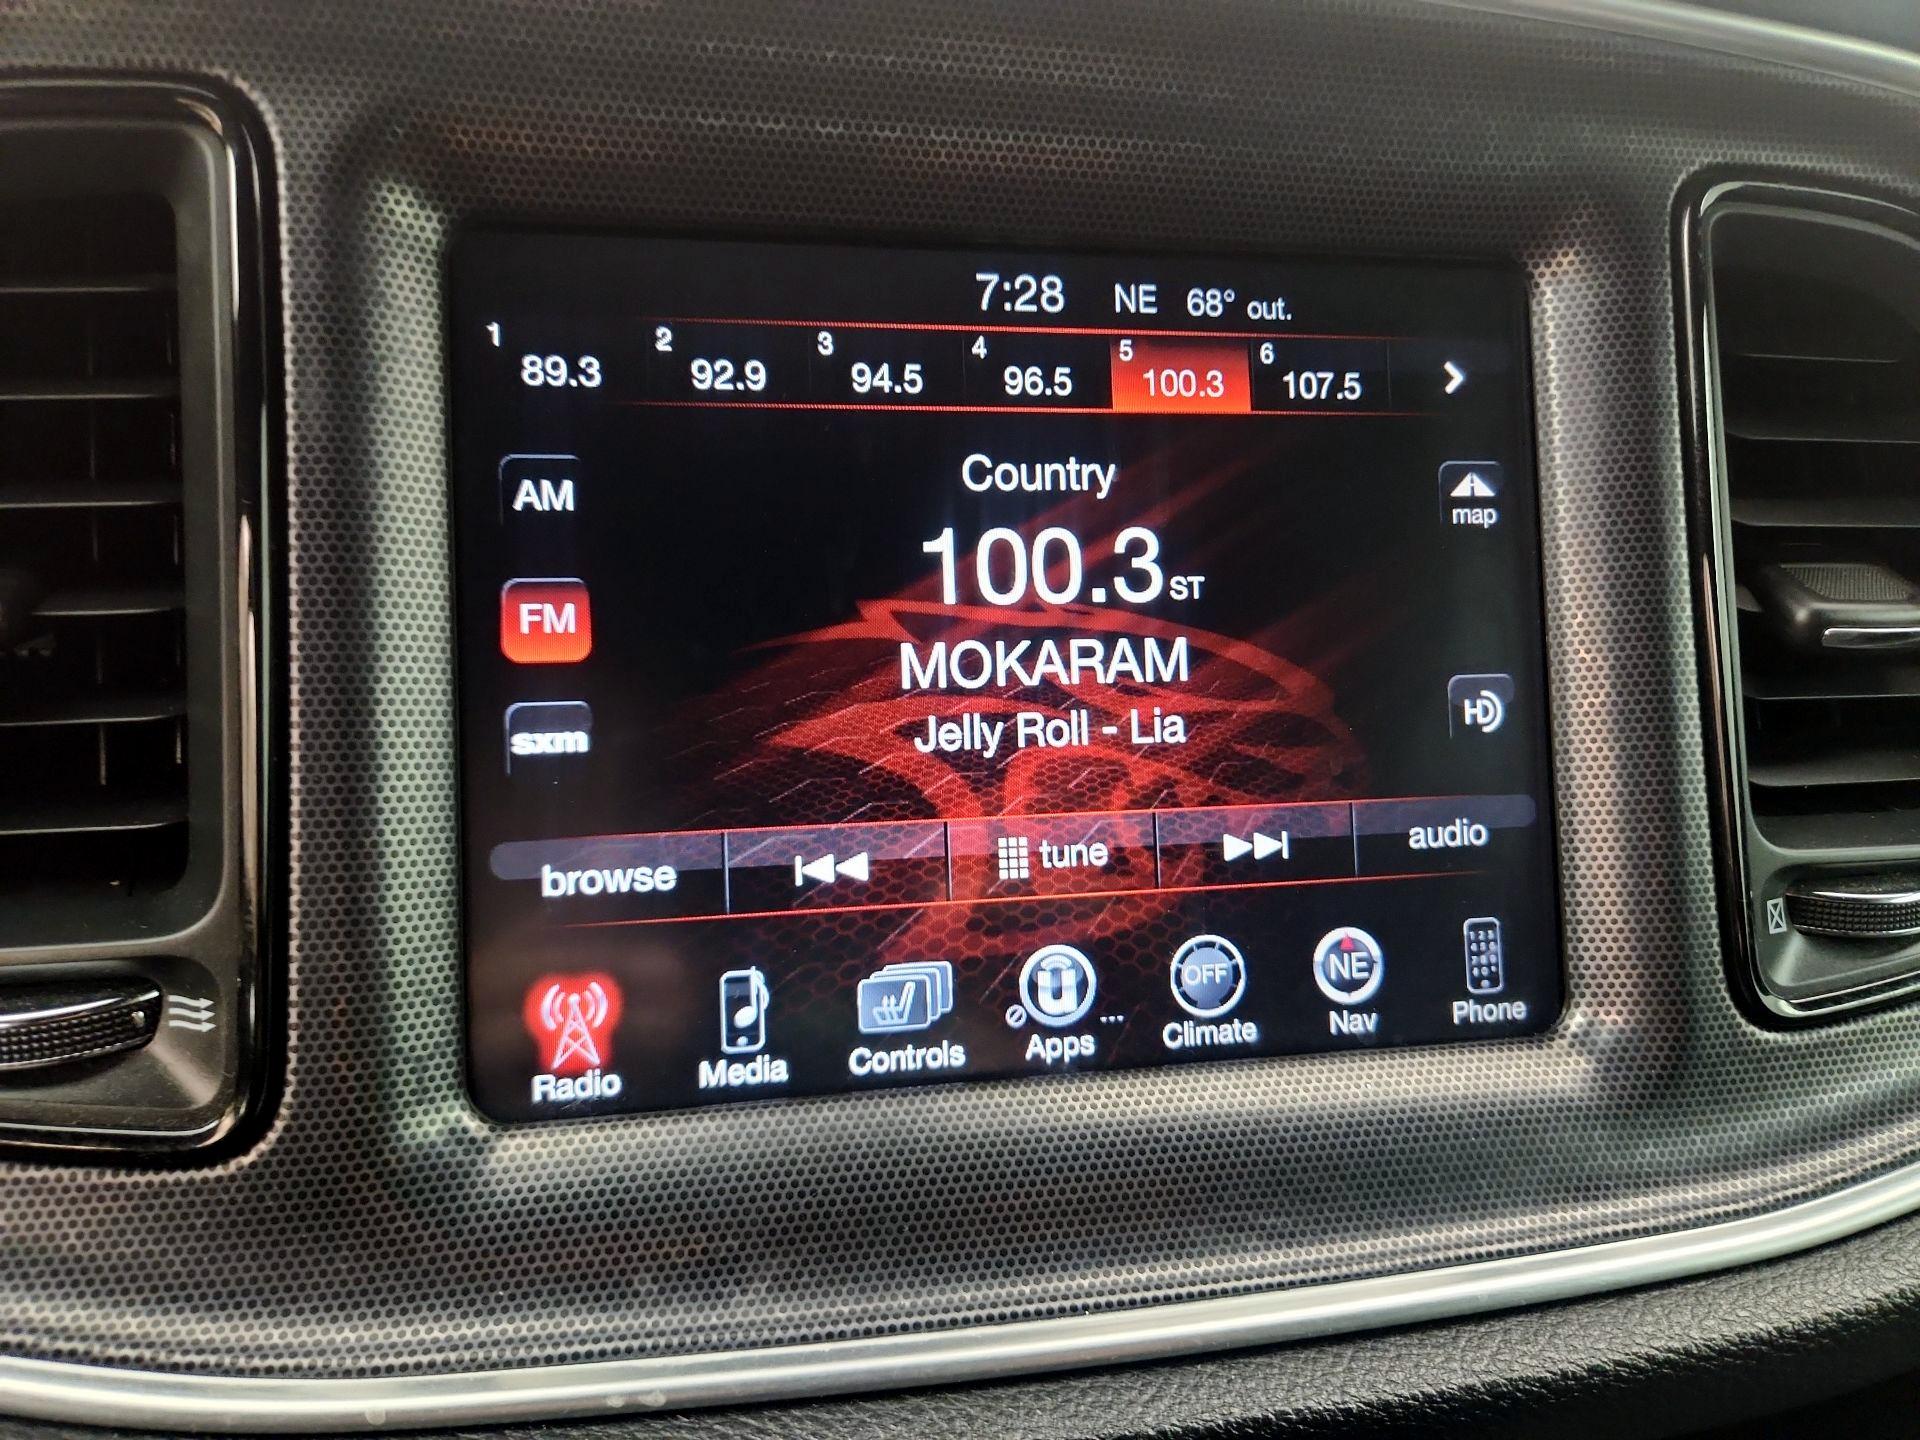 7:28 NE 68° out.
1 89.3 2 92.9 3 94.5 4 96.5 5 100.3 6 107.5
AM
Country
map
100.3 ST
FM
MOKARAM
HD
sxm
Jelly Roll - Lia
browse tune audio
OFF NE
Radio Media Controls Apps ... Climate Nav Phone